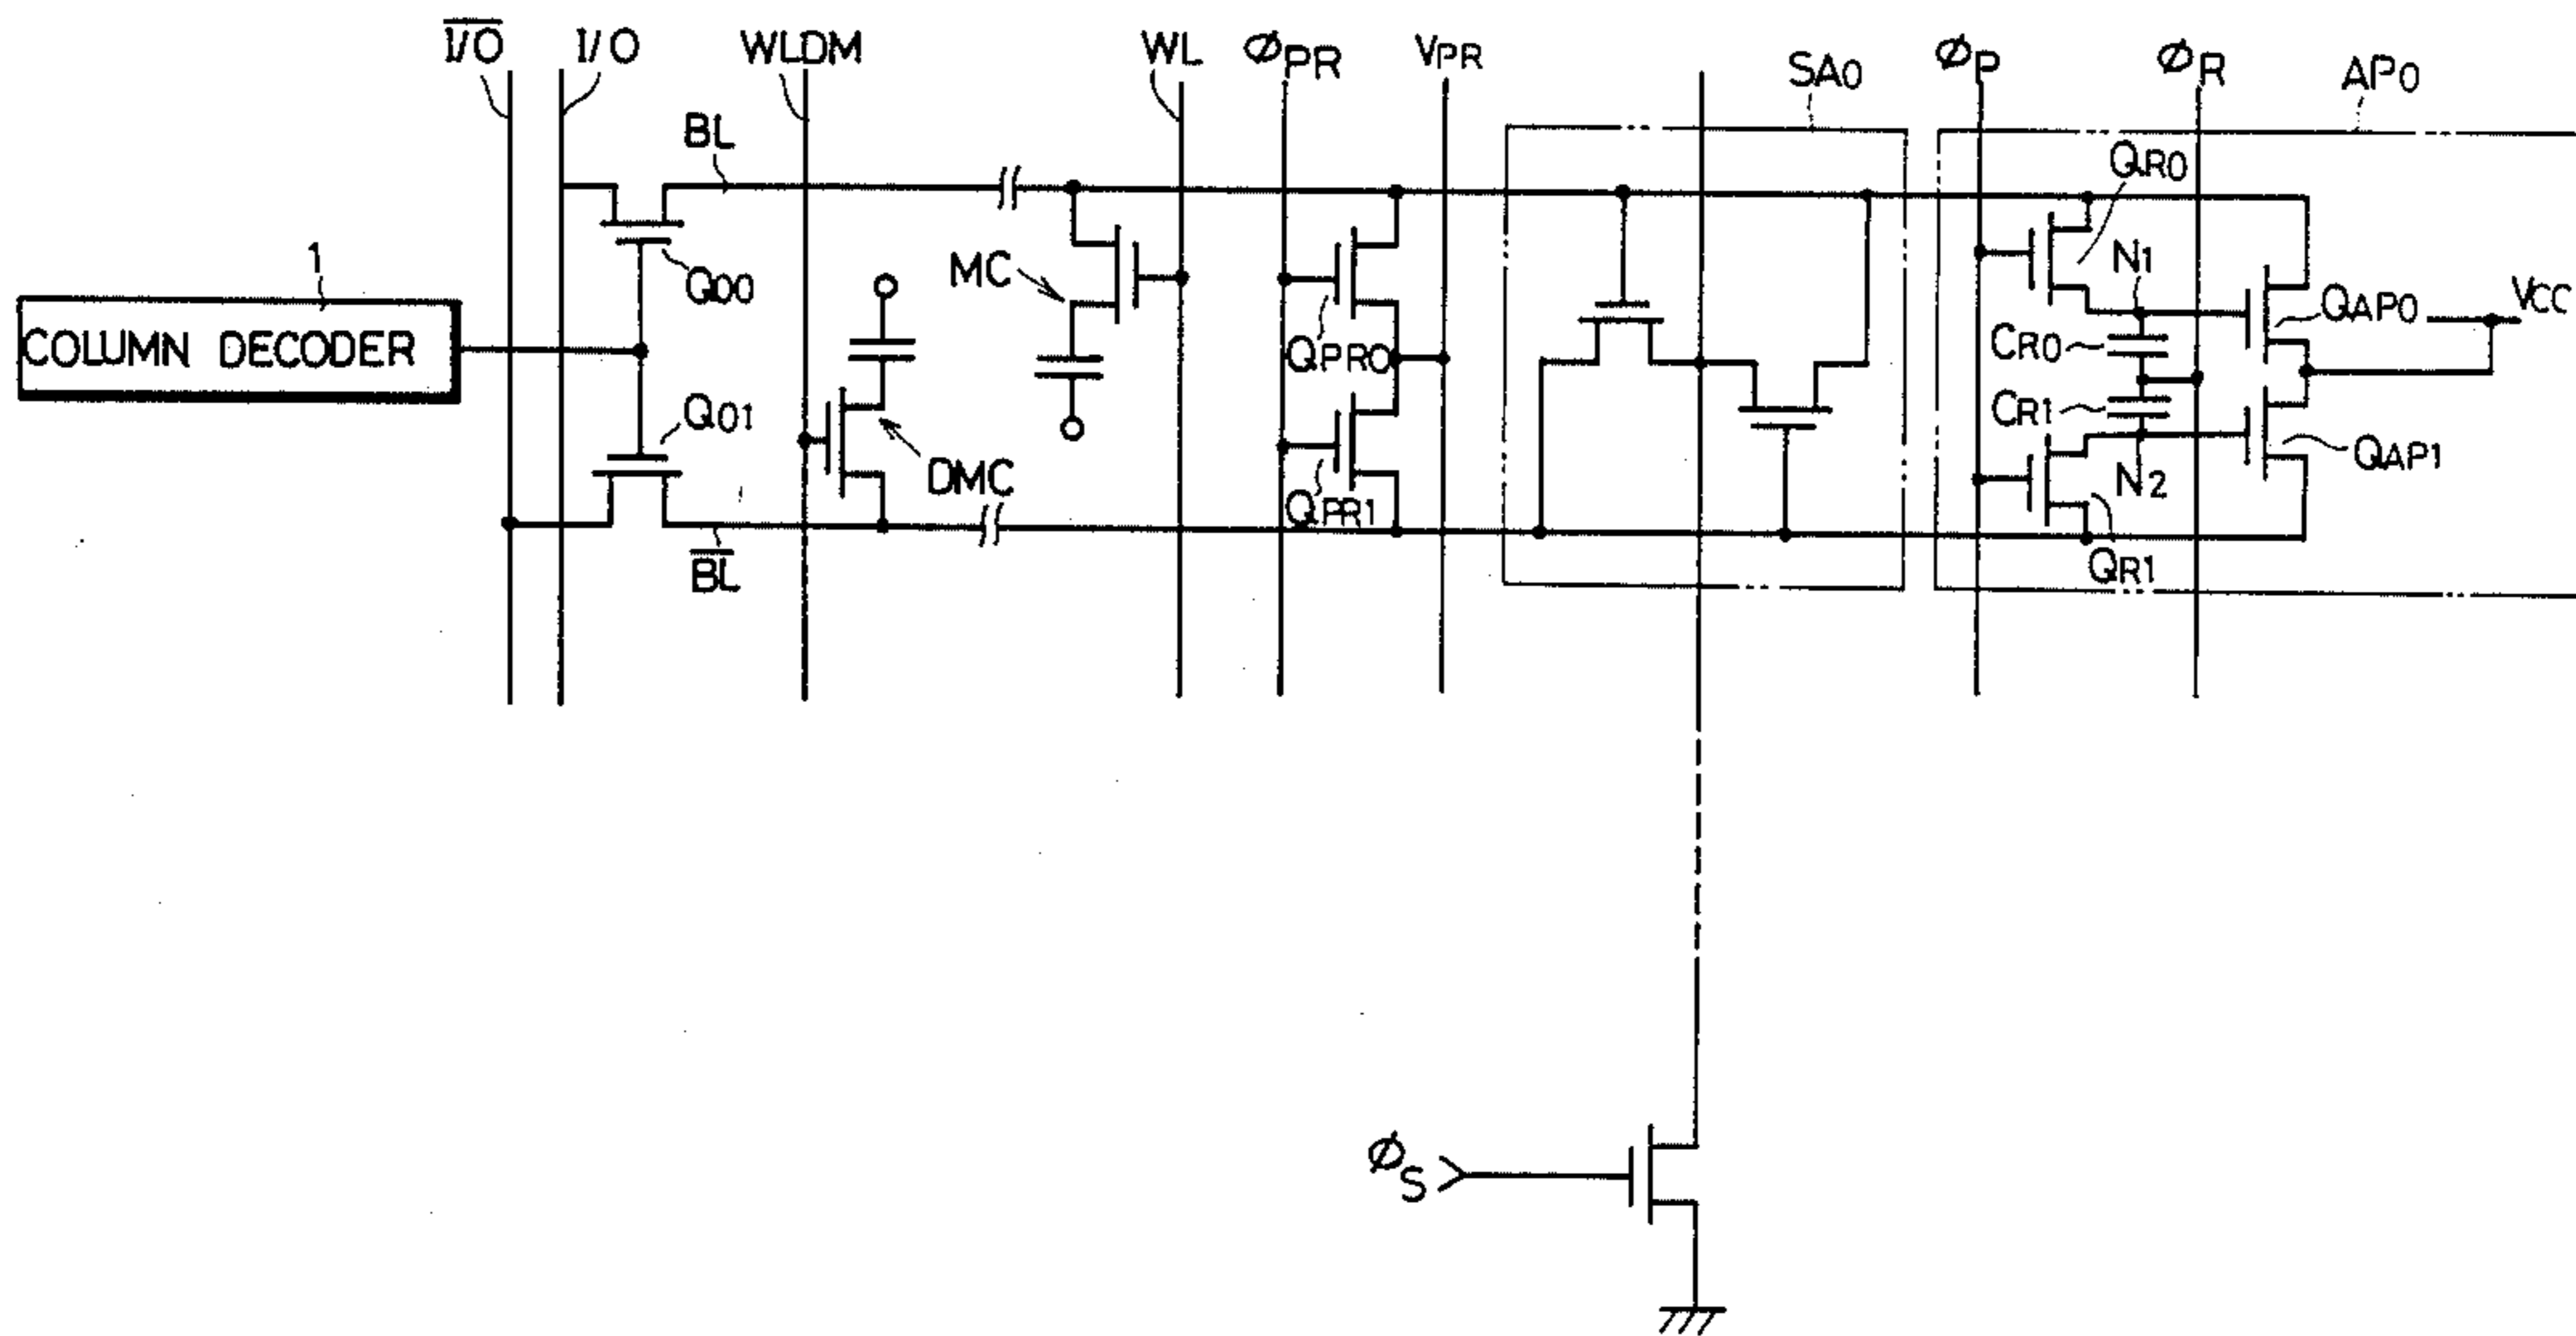 I/O̅ I/O WLDM WL ØPR VPR SA0 ØP ØR AP0
BL QR0
1 MC N1
Q00 QAP0 VCC
COLUMN DECODER QPR0 CR0
Q01 CR1
DMC QAP1
QPR1 N2
B̅L̅ QR1
ØS